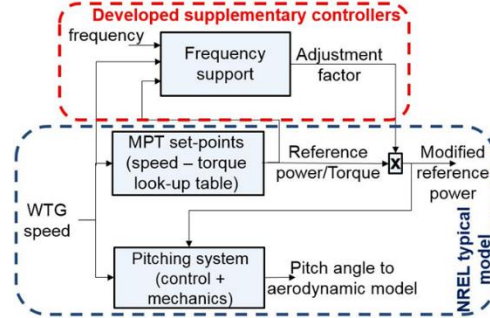 Developed supplementary controllers
frequency
Frequency
support
Adjustment
factor
MPT set-points
(speed – torque
look-up table)
Reference
power/Torque
X
Modified
reference
power
WTG
speed
Pitching system
(control +
mechanics)
Pitch angle to
aerodynamic model
NREL typical
model